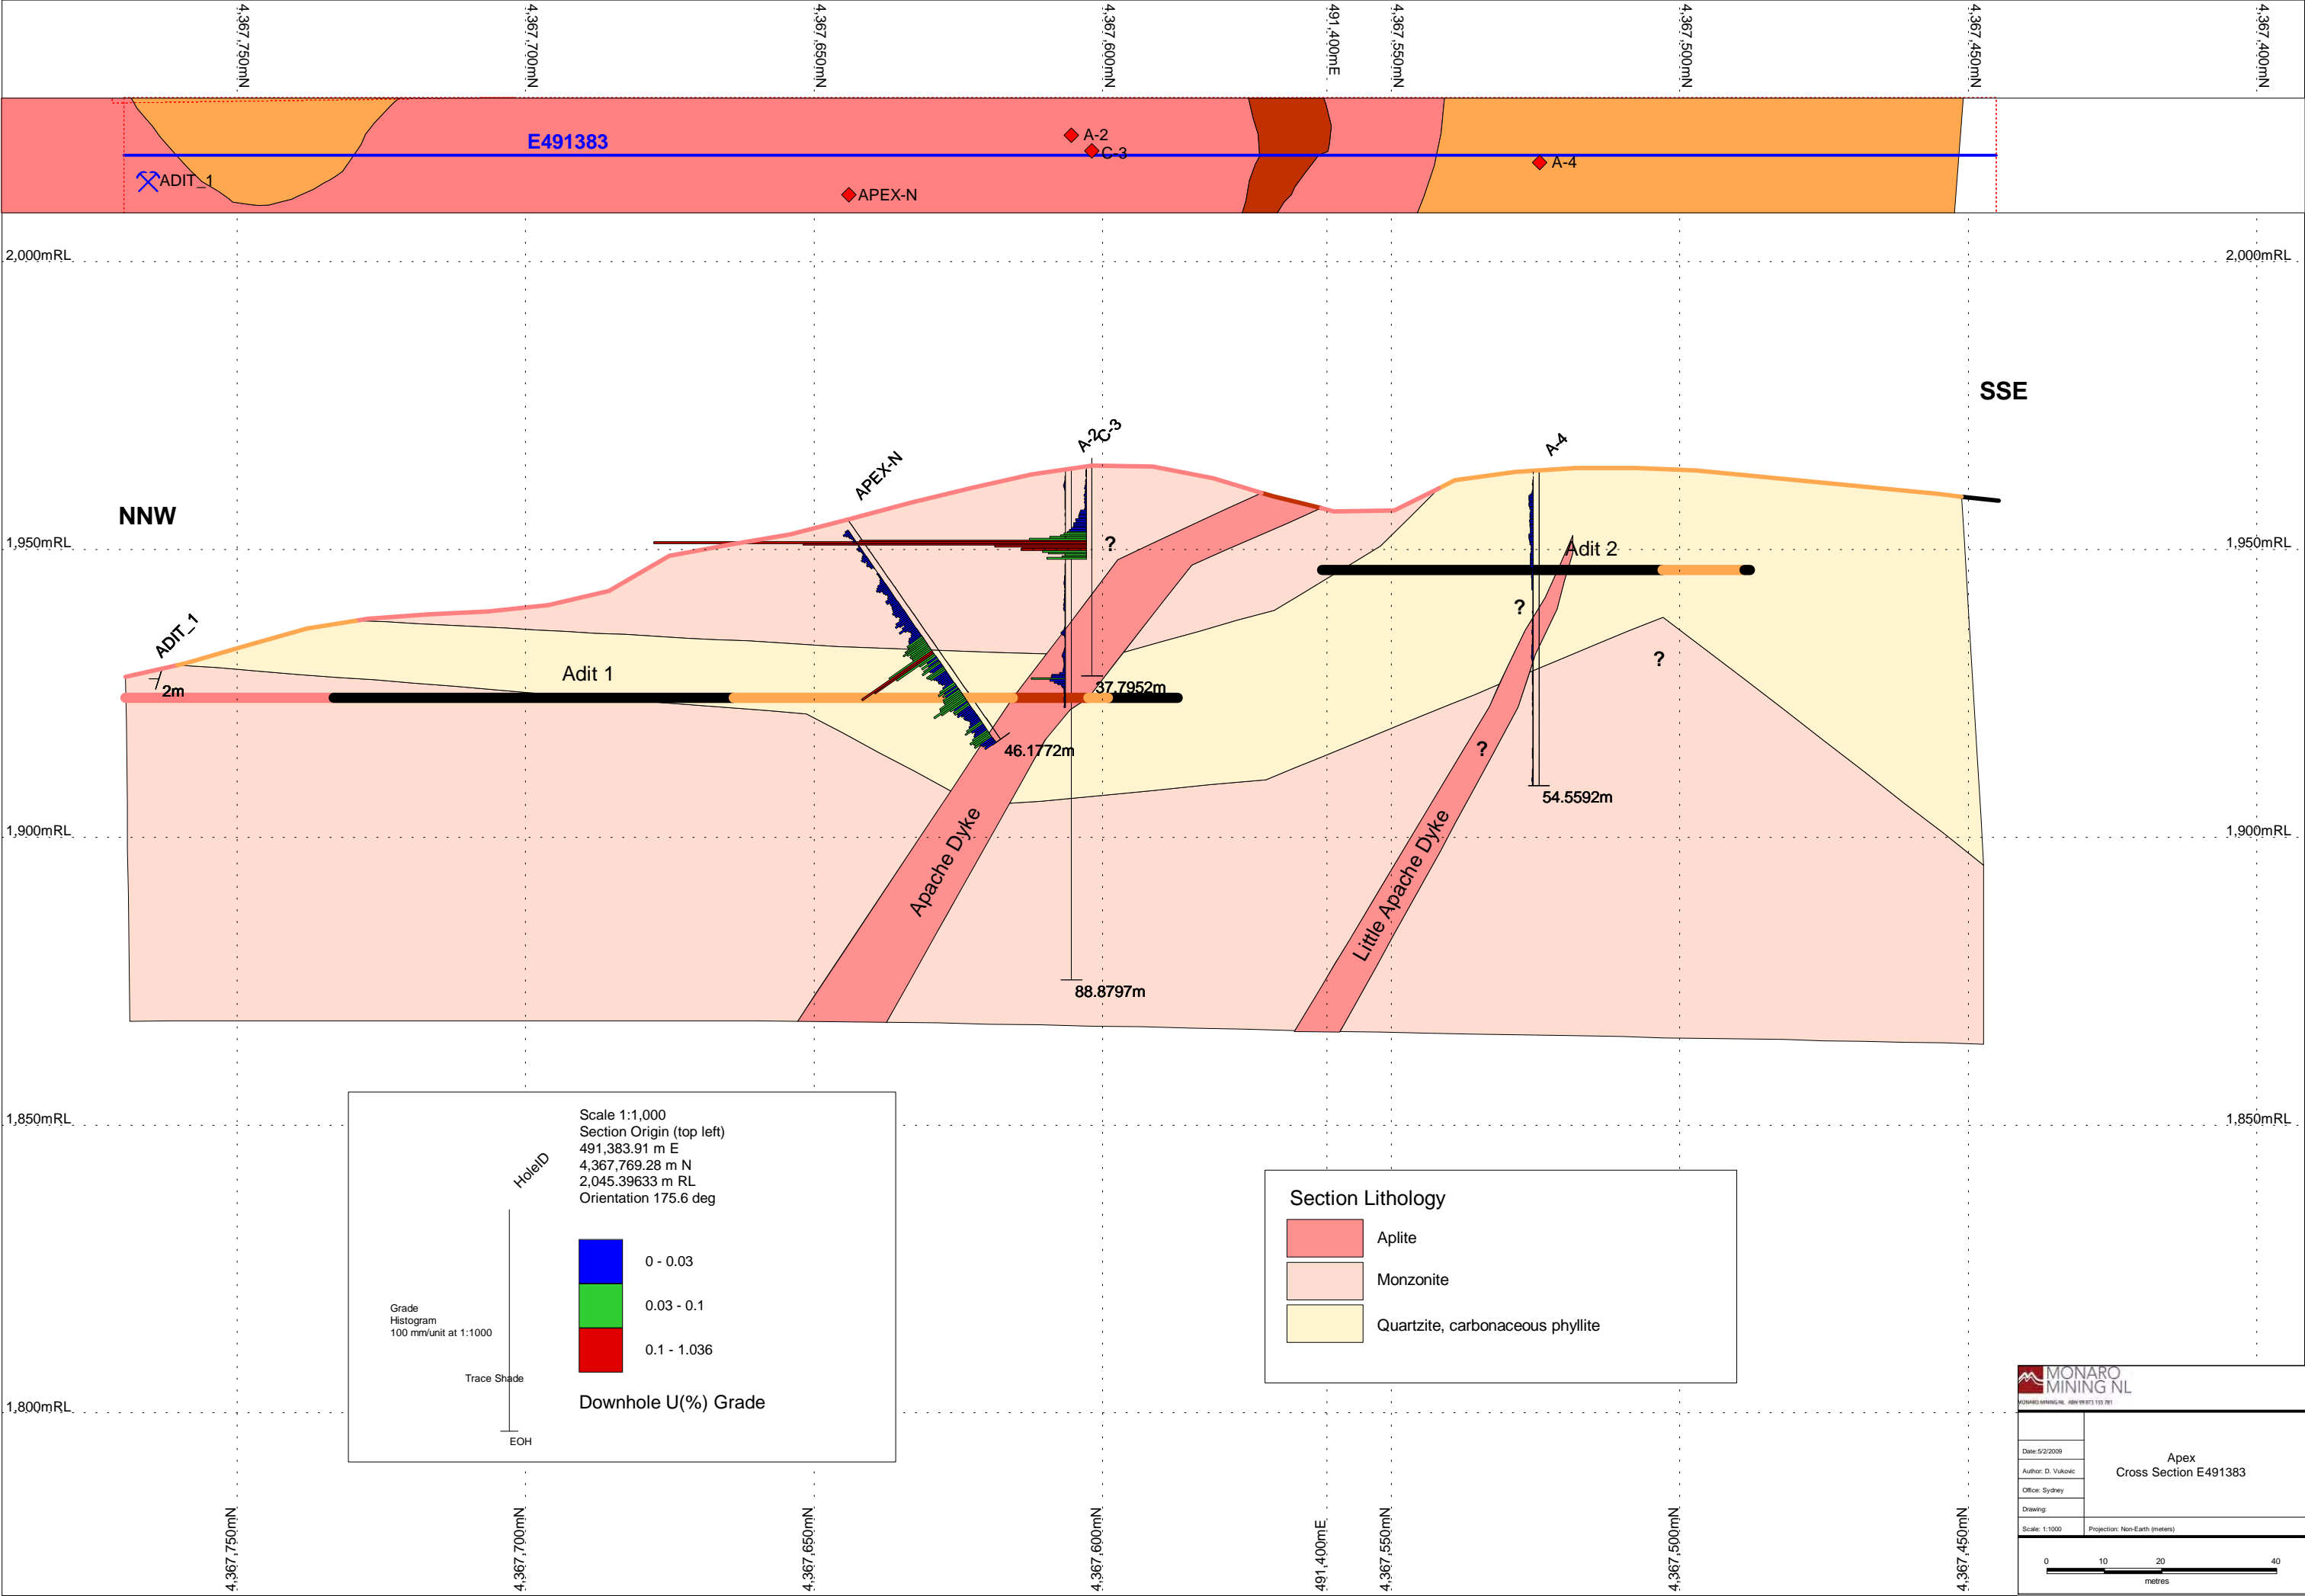 4,367,750mN
4,367,700mN
4,367,650mN
4,367,600mN
491,400mE
4,367,550mN
4,367,500mN
4,367,450mN
4,367,400mN
E491383
ADIT_1
APEX-N
A-2
C-3
A-4
2,000mRL
2,000mRL
SSE
NNW
APEX-N
A-2
C-3
A-4
1,950mRL
1,950mRL
?
Adit 2
ADIT_1
2m
Adit 1
?
?
37.7952m
46.1772m
?
54.5592m
1,900mRL
1,900mRL
Apache Dyke
Little Apache Dyke
88.8797m
1,850mRL
1,850mRL
Scale 1:1,000
Section Origin (top left)
491,383.91 m E
4,367,769.28 m N
2,045.39633 m RL
Orientation 175.6 deg
HoleID
0 - 0.03
0.03 - 0.1
0.1 - 1.036
Grade
Histogram
100 mm/unit at 1:1000
Trace Shade
EOH
Downhole U(%) Grade
Section Lithology
Aplite
Monzonite
Quartzite, carbonaceous phyllite
1,800mRL
MONARO
MINING NL
Date:5/2/2009
Author: D. Vukovic
Office: Sydney
Drawing:
Scale: 1:1000
Apex
Cross Section E491383
Projection: Non-Earth (meters)
0 10 20 40
metres
4,367,750mN
4,367,700mN
4,367,650mN
4,367,600mN
491,400mE
4,367,550mN
4,367,500mN
4,367,450mN